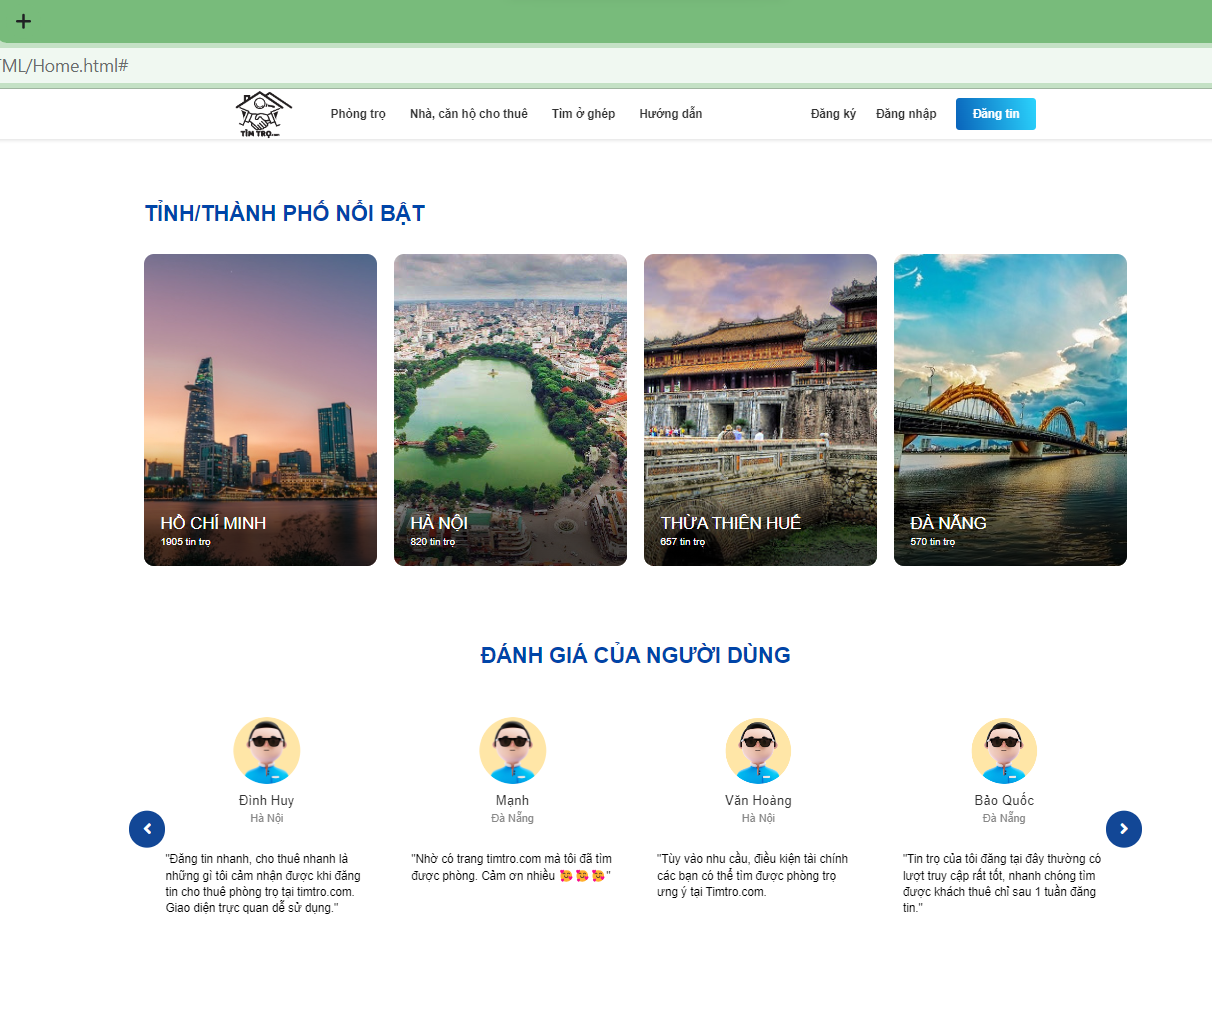 TML/Home.html#
TÌM TRỌ.com
Phòng trọ Nhà, căn hộ cho thuê Tìm ở ghép Hướng dẫn Đăng ký Đăng nhập Đăng tin
TỈNH/THÀNH PHỐ NỔI BẬT
HỒ CHÍ MINH
1905 tin trọ
HÀ NỘI
820 tin trọ
THỪA THIÊN HUẾ
657 tin trọ
ĐÀ NẴNG
570 tin trọ
ĐÁNH GIÁ CỦA NGƯỜI DÙNG
Đình Huy
Hà Nội
"Đăng tin nhanh, cho thuê nhanh là
những gì tôi cảm nhận được khi đăng
tin cho thuê phòng trọ tại timtro.com.
Giao diện trực quan dễ sử dụng."
Mạnh
Đà Nẵng
"Nhờ có trang timtro.com mà tôi đã tìm
được phòng. Cảm ơn nhiều 🥰🥰🥰"
Văn Hoàng
Hà Nội
"Tùy vào nhu cầu, điều kiện tài chính
các bạn có thể tìm được phòng trọ
ưng ý tại Timtro.com.
Bảo Quốc
Đà Nẵng
"Tin trọ của tôi đăng tại đây thường có
lượt truy cập rất tốt, nhanh chóng tìm
được khách thuê chỉ sau 1 tuần đăng
tin."